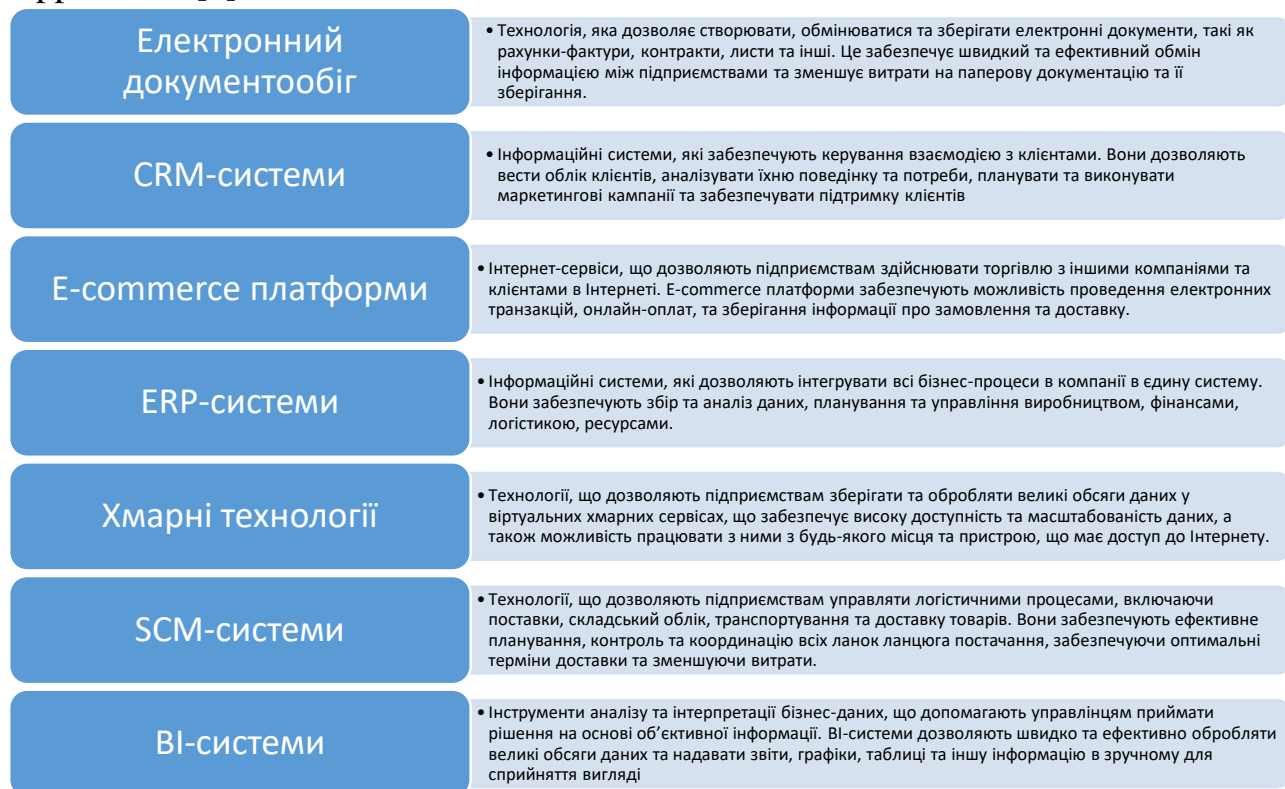 Електронний
документообіг
• Технологія, яка дозволяє створювати, обмінюватися та зберігати електронні документи, такі як
рахунки-фактури, контракти, листи та інші. Це забезпечує швидкий та ефективний обмін
інформацією між підприємствами та зменшує витрати на паперову документацію та її
зберігання.
CRM-системи
• Інформаційні системи, які забезпечують керування взаємодією з клієнтами. Вони дозволяють
вести облік клієнтів, аналізувати їхню поведінку та потреби, планувати та виконувати
маркетингові кампанії та забезпечувати підтримку клієнтів
E-commerce платформи
• Інтернет-сервіси, що дозволяють підприємствам здійснювати торгівлю з іншими компаніями та
клієнтами в Інтернеті. E-commerce платформи забезпечують можливість проведення електронних
транзакцій, онлайн-оплат, та зберігання інформації про замовлення та доставку.
ERP-системи
• Інформаційні системи, які дозволяють інтегрувати всі бізнес-процеси в компанії в єдину систему.
Вони забезпечують збір та аналіз даних, планування та управління виробництвом, фінансами,
логістикою, ресурсами.
Хмарні технології
• Технології, що дозволяють підприємствам зберігати та обробляти великі обсяги даних у
віртуальних хмарних сервісах, що забезпечує високу доступність та масштабованість даних, а
також можливість працювати з ними з будь-якого місця та пристрою, що має доступ до Інтернету.
SCM-системи
• Технології, що дозволяють підприємствам управляти логістичними процесами, включаючи
поставки, складський облік, транспортування та доставку товарів. Вони забезпечують ефективне
планування, контроль та координацію всіх ланок ланцюга постачання, забезпечуючи оптимальні
терміни доставки та зменшуючи витрати.
BI-системи
• Інструменти аналізу та інтерпретації бізнес-даних, що допомагають управлінцям приймати
рішення на основі об’єктивної інформації. BI-системи дозволяють швидко та ефективно обробляти
великі обсяги даних та надавати звіти, графіки, таблиці та іншу інформацію в зручному для
сприйняття вигляді